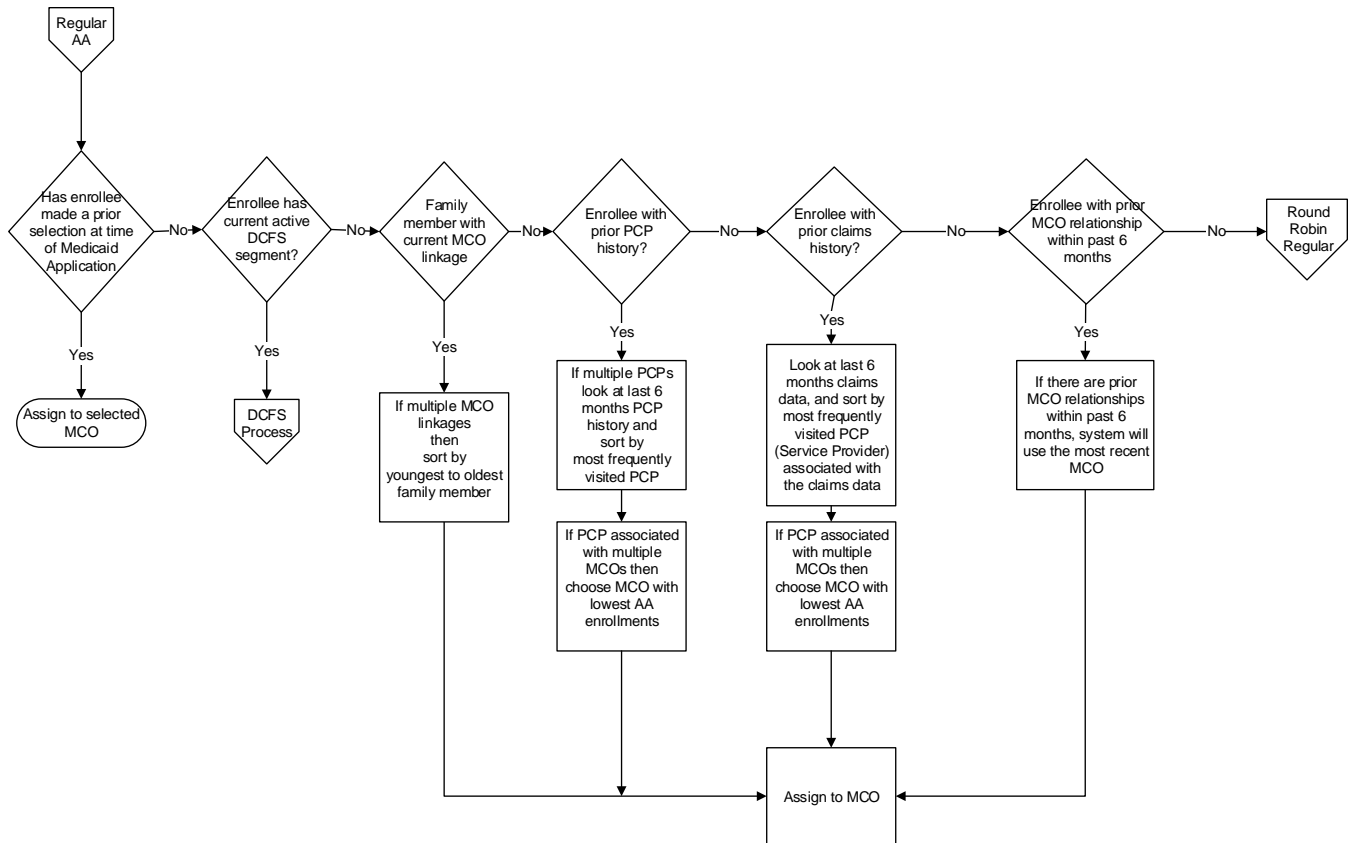 Regular
AA
Has enrollee
made a prior
selection at time
of Medicaid
Application
No
Enrollee has
current active
DCFS
segment?
No
Family
member with
current MCO
linkage
No
Enrollee with
prior PCP
history?
No
Enrollee with
prior claims
history?
No
Enrollee with prior
MCO relationship
within past 6
months
No
Round
Robin
Regular
Yes
Assign to selected
MCO
Yes
DCFS
Process
Yes
If multiple MCO
linkages
then
sort by
youngest to oldest
family member
Yes
If multiple PCPs
look at last 6
months PCP
history and
sort by
most frequently
visited PCP
If PCP associated
with multiple
MCOs then
choose MCO with
lowest AA
enrollments
Yes
Look at last 6
months claims
data, and sort by
most frequently
visited PCP
(Service Provider)
associated with
the claims data
If PCP associated
with multiple
MCOs then
choose MCO with
lowest AA
enrollments
Yes
If there are prior
MCO relationships
within past 6
months, system will
use the most recent
MCO
Assign to MCO